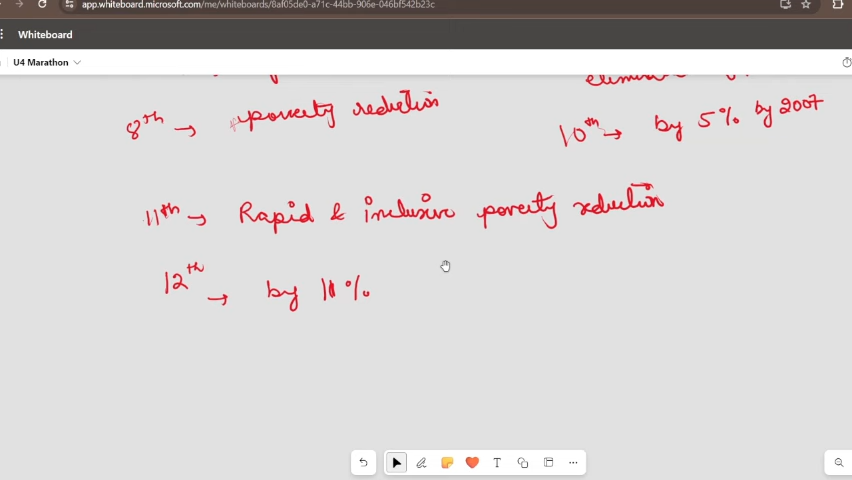 app.whiteboard.microsoft.com/me/whiteboards/8af05de0-a71c-44bb-906e-046bf542b23c
Whiteboard
U4 Marathon
8th → poverty reduction
10th → by 5% by 2007
11th → Rapid & inclusive poverty reduction
12th → by 11%
T